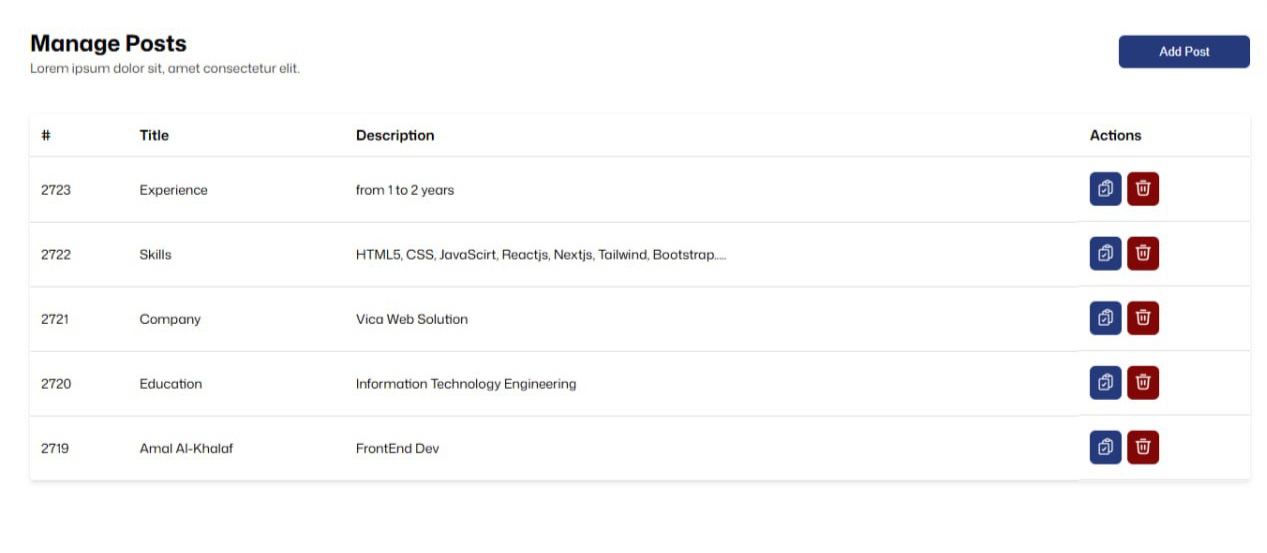 Manage Posts
Lorem ipsum dolor sit, amet consectetur elit.
Add Post
# Title Description Actions
2723 Experience from 1 to 2 years
2722 Skills HTML5, CSS, JavaScirt, Reactjs, Nextjs, Tailwind, Bootstrap.....
2721 Company Vica Web Solution
2720 Education Information Technology Engineering
2719 Amal Al-Khalaf FrontEnd Dev